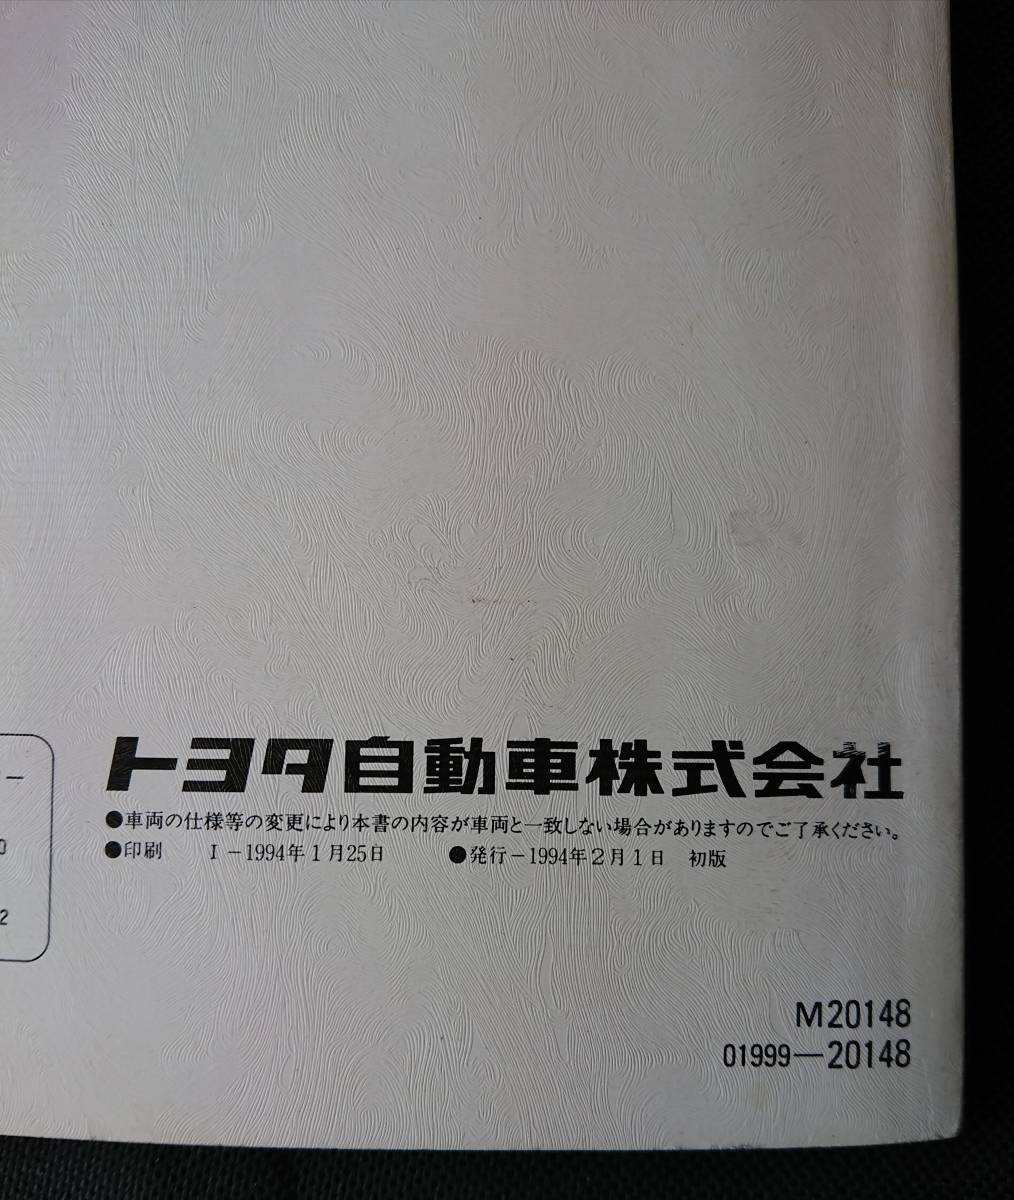 トヨタ自動車株式会社
●車両の仕様等の変更により本書の内容が車両と一致しない場合がありますのでご了承ください。
●印刷 I－1994年1月25日 ●発行－1994年2月1日 初版
ー
0
2
M20148
01999—20148